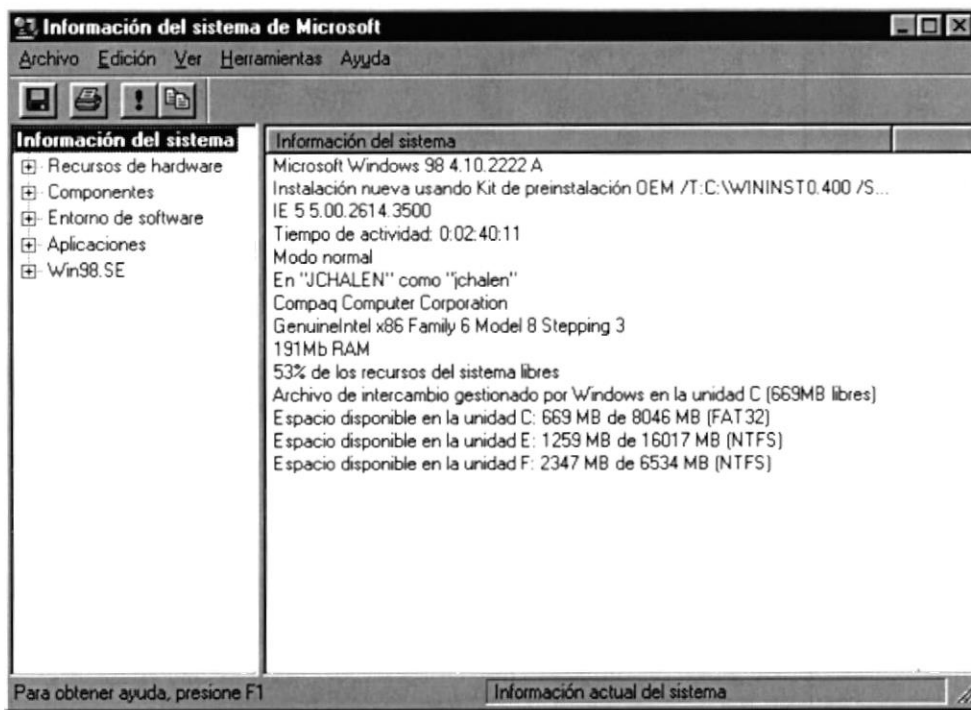 Información del sistema de Microsoft
Archivo Edición Ver Herramientas Ayuda
Información del sistema
Recursos de hardware
Componentes
Entorno de software
Aplicaciones
Win98.SE
Información del sistema
Microsoft Windows 98 4.10.2222 A
Instalación nueva usando Kit de preinstalación OEM /T:C:\WININST0.400 /S...
IE 5 5.00.2614.3500
Tiempo de actividad: 0:02:40:11
Modo normal
En "JCHALEN" como "jchalen"
Compaq Computer Corporation
GenuineIntel x86 Family 6 Model 8 Stepping 3
191Mb RAM
53% de los recursos del sistema libres
Archivo de intercambio gestionado por Windows en la unidad C (669MB libres)
Espacio disponible en la unidad C: 669 MB de 8046 MB (FAT32)
Espacio disponible en la unidad E: 1259 MB de 16017 MB (NTFS)
Espacio disponible en la unidad F: 2347 MB de 6534 MB (NTFS)
Para obtener ayuda, presione F1
Información actual del sistema